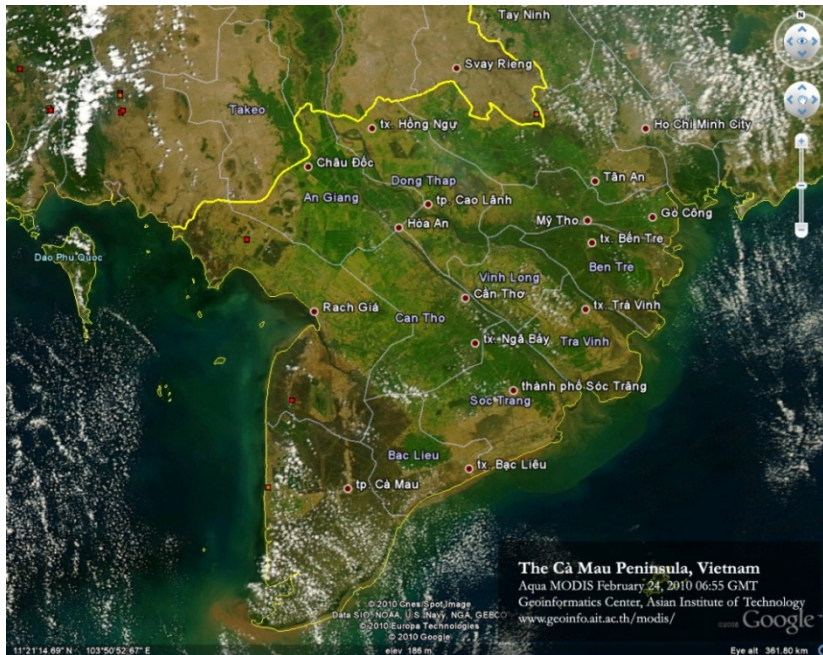 Tay Ninh
N
Svay Rieng
Takeo
tx. Hồng Ngự
Ho Chi Minh City
Châu Đốc
An Giang
Dong Thap
Tân An
tp. Cao Lãnh
Mỹ Tho
Gò Công
Hòa An
tx. Bến Tre
Dao Phu Quoc
Ben Tre
Vinh Long
Cần Thơ
Rach Giá
Can Tho
tx. Trà Vinh
tx. Ngã Bảy
Tra Vinh
thành phố Sóc Trăng
Soc Trang
Bac Lieu
tx. Bạc Liêu
tp. Cà Mau
The Cà Mau Peninsula, Vietnam
Aqua MODIS February 24, 2010 06:55 GMT
Geoinformatics Center, Asian Institute of Technology
www.geoinfo.ait.ac.th/modis/
© 2010 Cnes/Spot Image
Data SIO, NOAA, U.S. Navy, NGA, GEBCO
© 2010 Europa Technologies
© 2010 Google
Google
11°21'14.69" N 103°50'52.67" E
elev 186 m
Eye alt 361.80 km